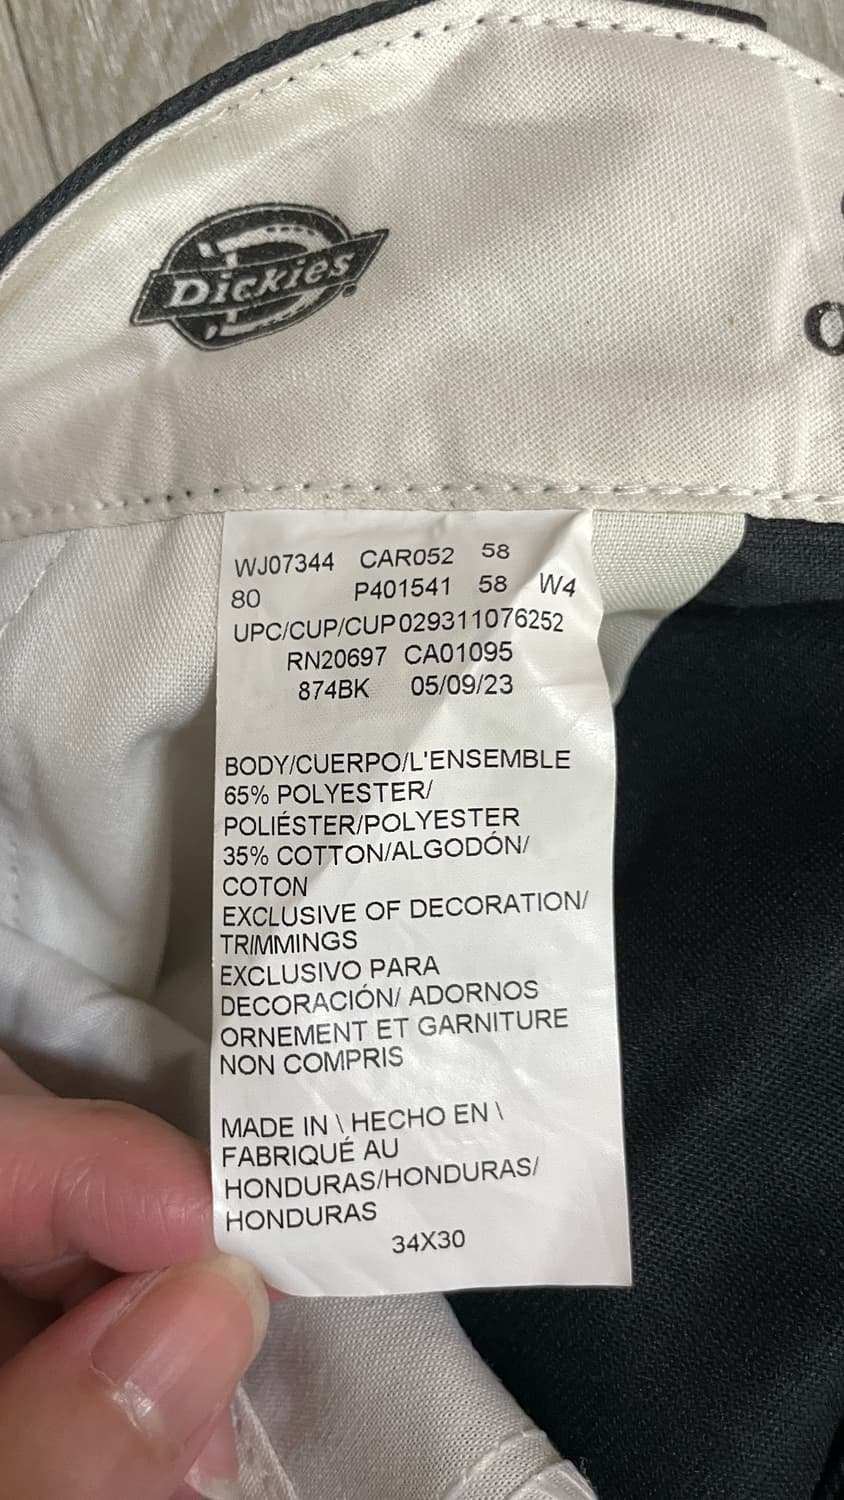 Dickies
WJ07344 CAR052 58
80 P401541 58 W4
UPC/CUP/CUP029311076252
RN20697 CA01095
874BK 05/09/23
BODY/CUERPO/L'ENSEMBLE
65% POLYESTER/
POLIÉSTER/POLYESTER
35% COTTON/ALGODÓN/
COTON
EXCLUSIVE OF DECORATION/
TRIMMINGS
EXCLUSIVO PARA
DECORACIÓN/ ADORNOS
ORNEMENT ET GARNITURE
NON COMPRIS
MADE IN \ HECHO EN \
FABRIQUÉ AU
HONDURAS/HONDURAS/
HONDURAS
34X30